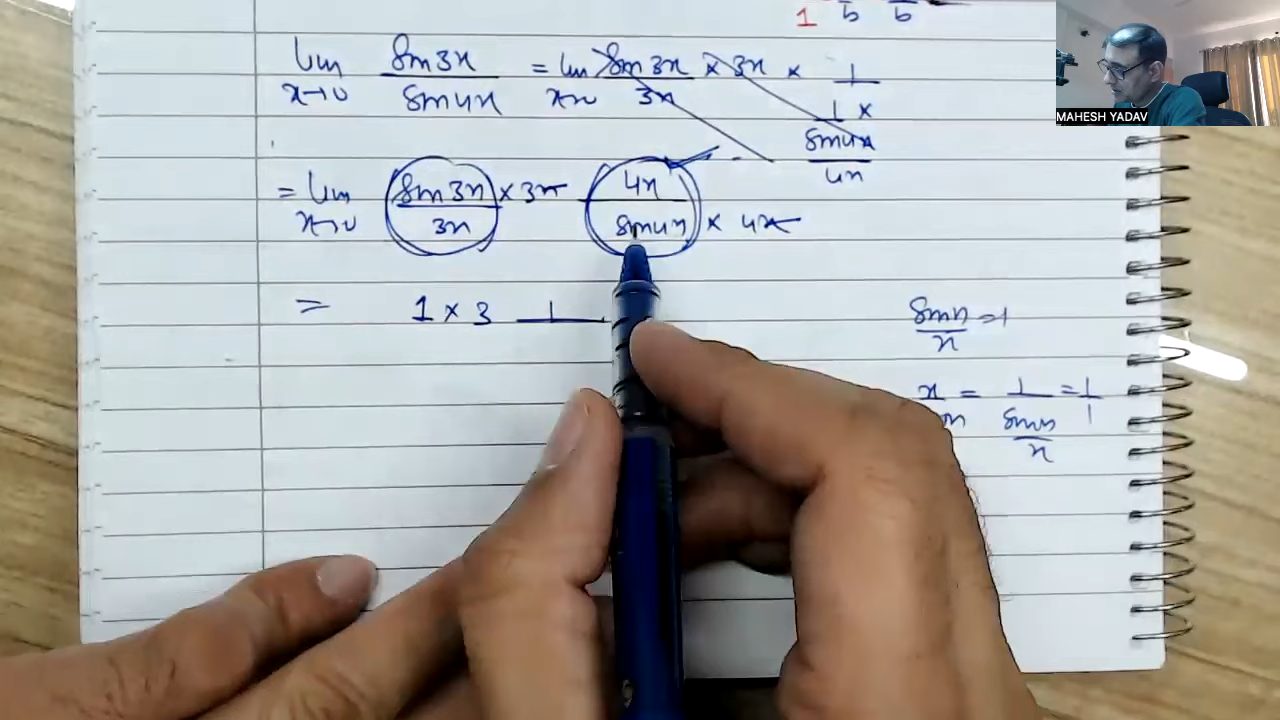 1 b b
lim x→0 sin3x / sin4x = lim x→0 sin3x / 3x × 3x × 1 / 1 × sin4x / 4x
= lim x→0 sin3x / 3x × 3x 4x / sin4x × 4x
= 1 × 3 1
sinx / x = 1
x = 1 / sinx / x = 1 / 1
MAHESH YADAV